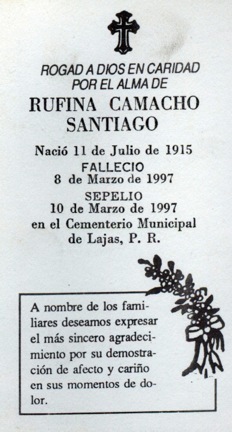 ROGAD A DIOS EN CARIDAD
POR EL ALMA DE
RUFINA CAMACHO
SANTIAGO
Nació 11 de Julio de 1915
FALLECIO
8 de Marzo de 1997
SEPELIO
10 de Marzo de 1997
en el Cementerio Municipal
de Lajas, P. R.
A nombre de los fami-
liares deseamos expresar
el más sincero agradeci-
miento por su demostra-
ción de afecto y cariño
en sus momentos de do-
lor.